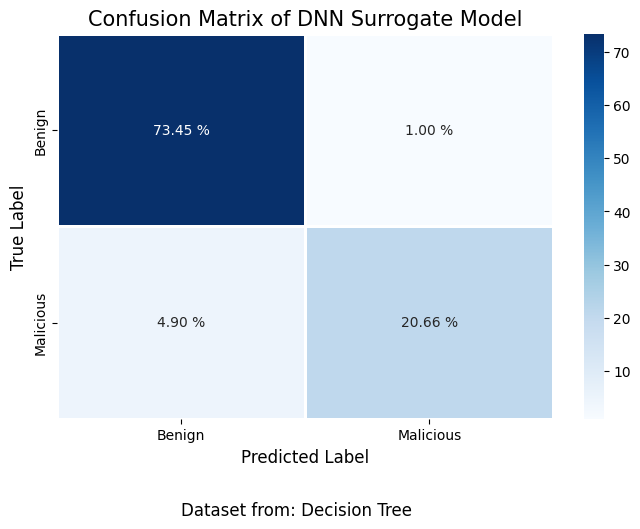 Confusion Matrix of DNN Surrogate Model
True Label
Benign
Malicious
73.45 %
1.00 %
4.90 %
20.66 %
Benign
Malicious
Predicted Label
70
60
50
40
30
20
10
Dataset from: Decision Tree